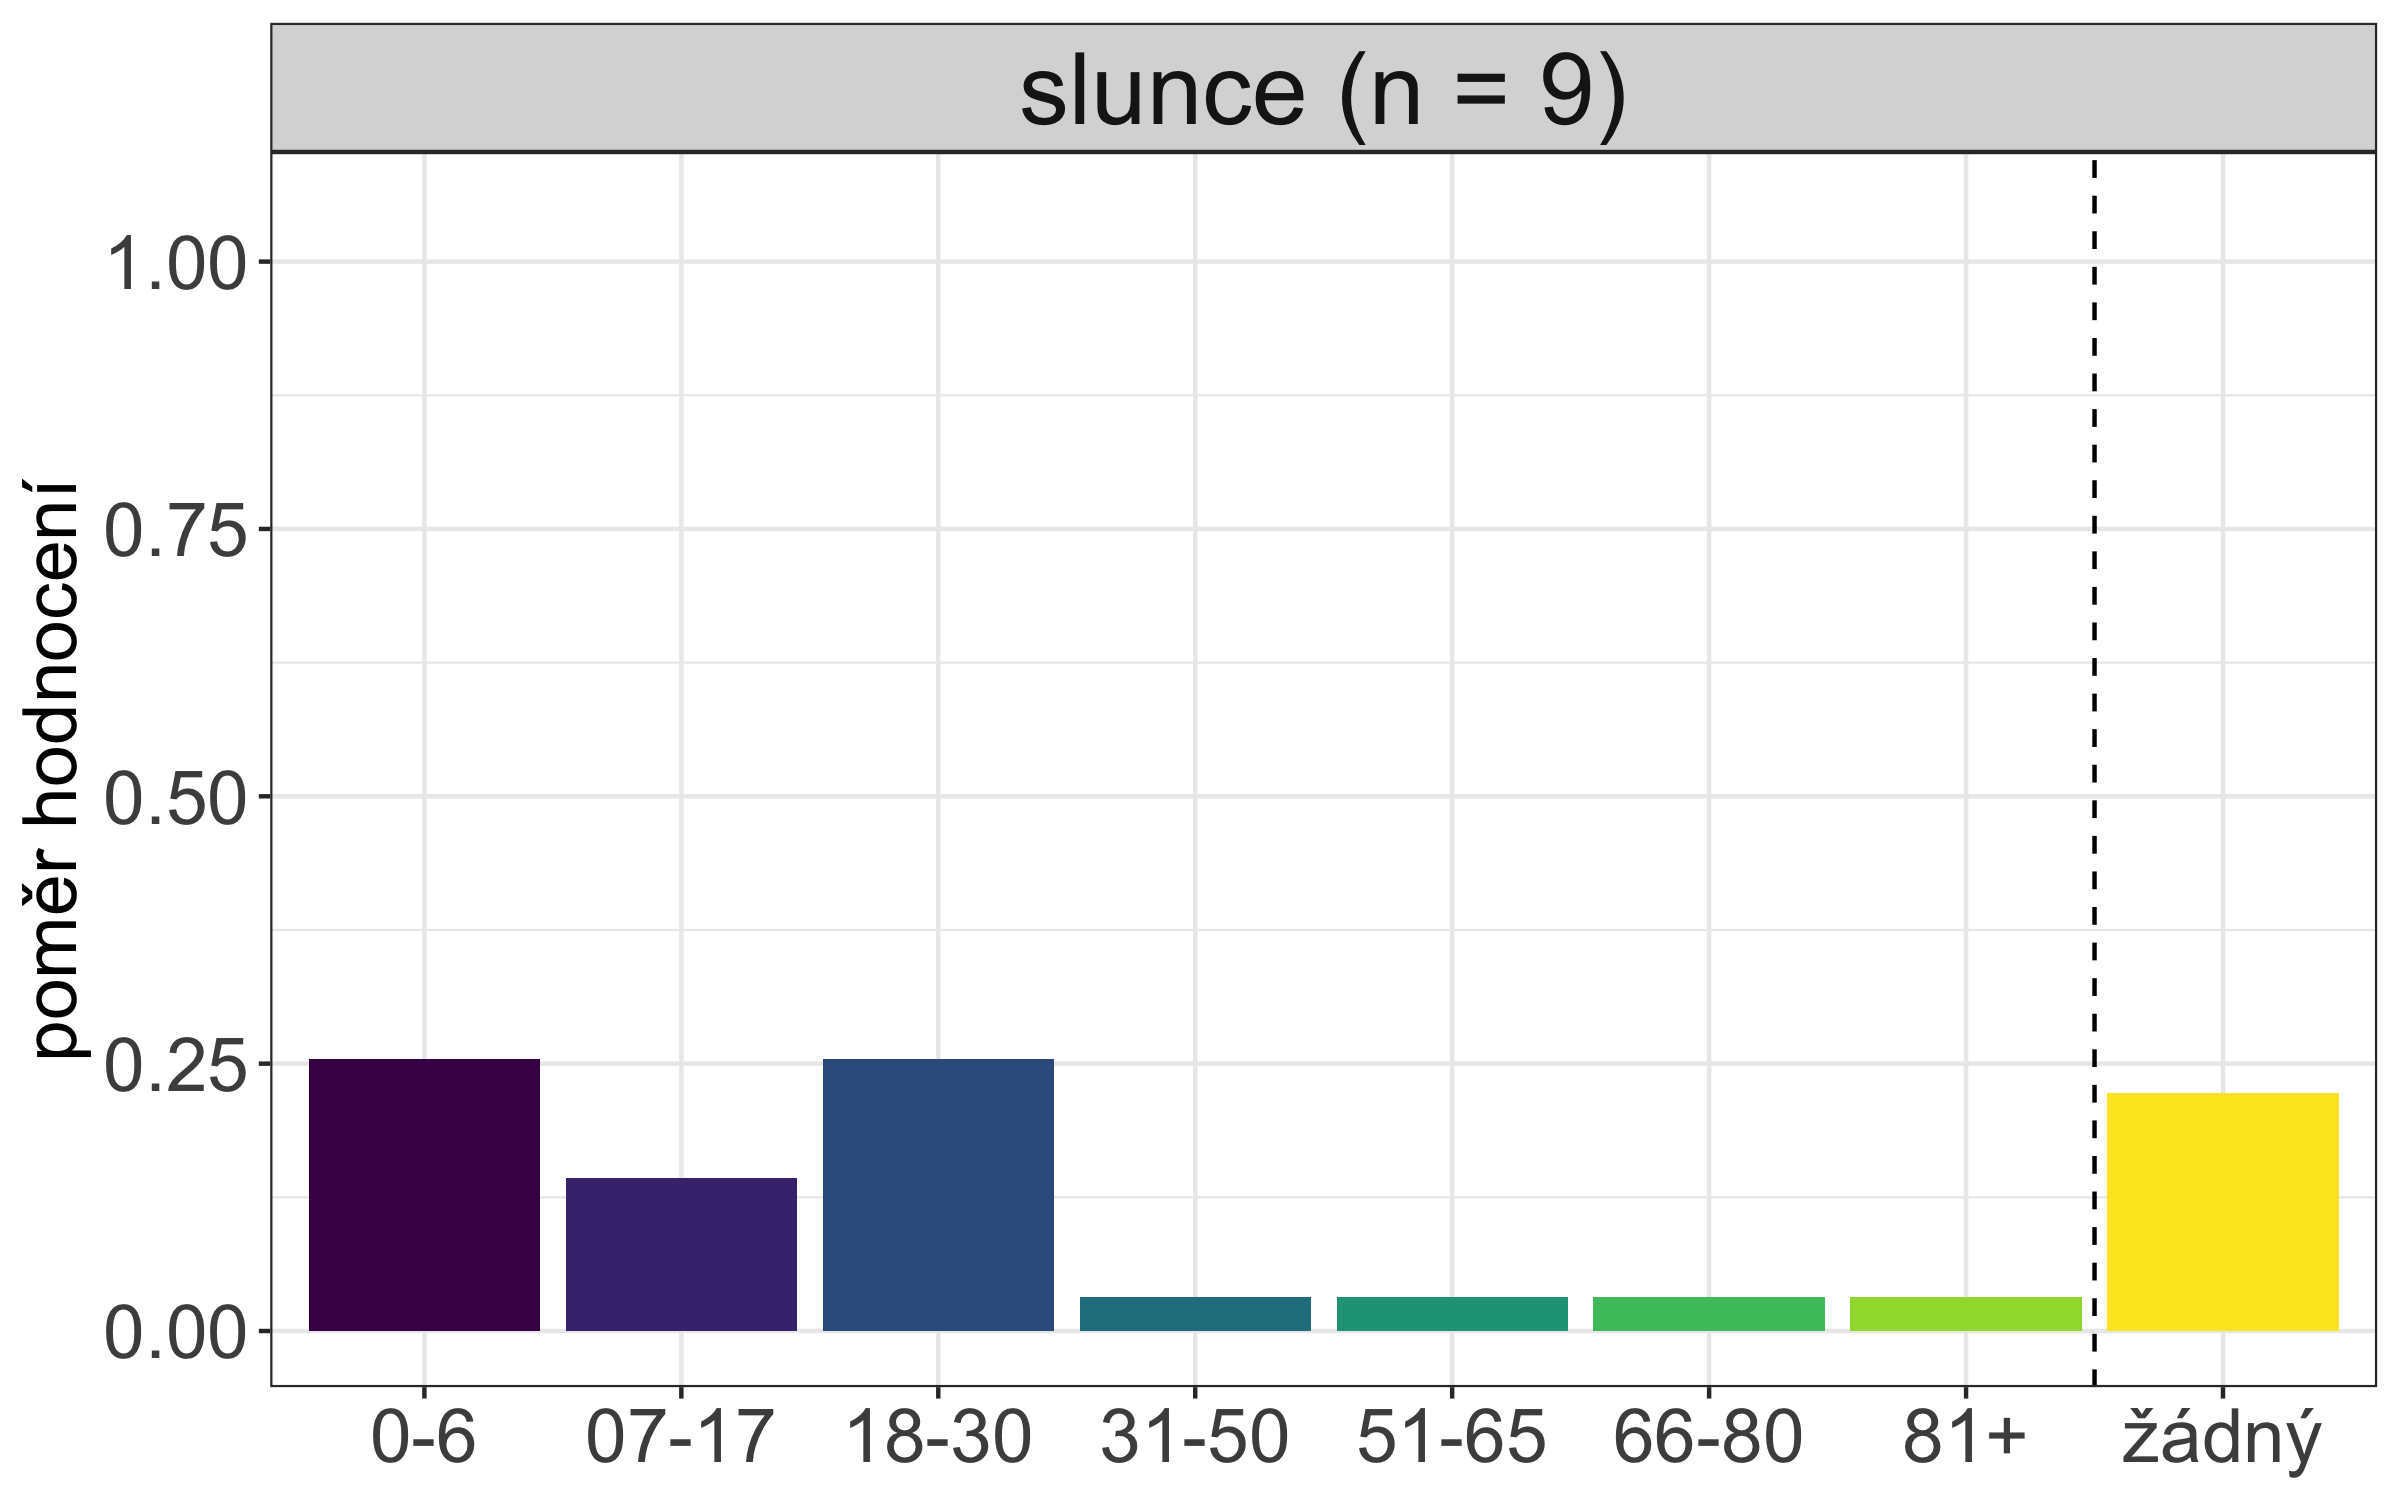 slunce (n = 9)
poměr hodnocení
1.00
0.75
0.50
0.25
0.00
0-6 07-17 18-30 31-50 51-65 66-80 81+ žádný